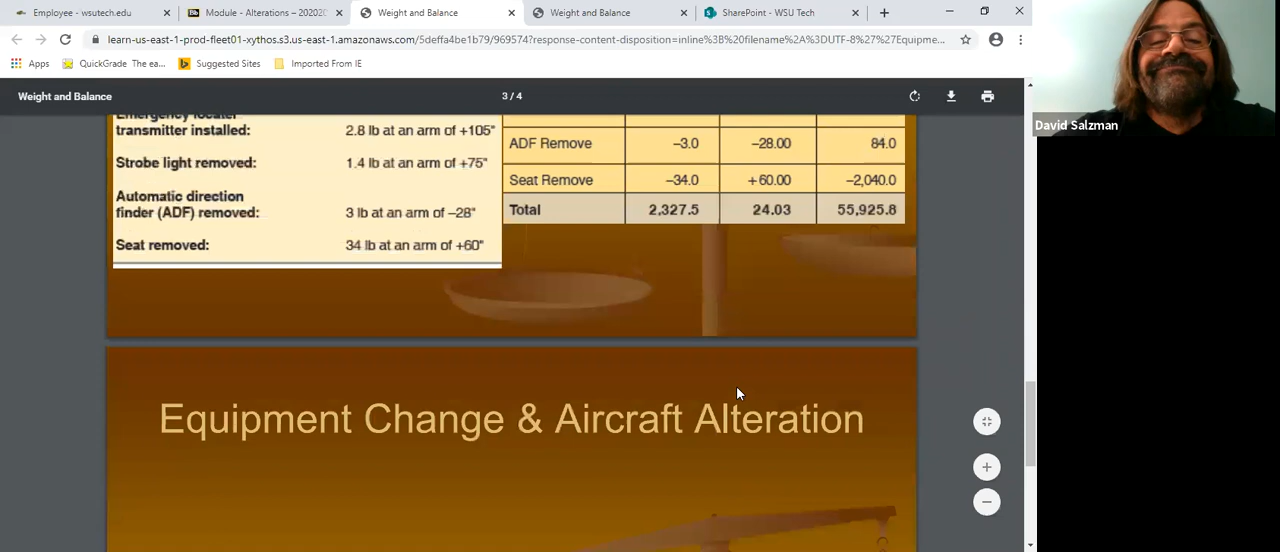 Employee - wsutech.edu
Module - Alterations – 202020
Weight and Balance
Weight and Balance
SharePoint - WSU Tech
learn-us-east-1-prod-fleet01-xythos.s3.us-east-1.amazonaws.com/5deffa4be1b79/969574?response-content-disposition=inline%3B%20filename%2A%3DUTF-8%27%27Equipme...
Apps
QuickGrade The ea...
Suggested Sites
Imported From IE
Weight and Balance
3 / 4
David Salzman
Emergency locater
transmitter installed: 2.8 lb at an arm of +105"
Strobe light removed: 1.4 lb at an arm of +75"
Automatic direction
finder (ADF) removed: 3 lb at an arm of –28"
Seat removed: 34 lb at an arm of +60"
ADF Remove –3.0 –28.00 84.0
Seat Remove –34.0 +60.00 –2,040.0
Total 2,327.5 24.03 55,925.8
Equipment Change & Aircraft Alteration